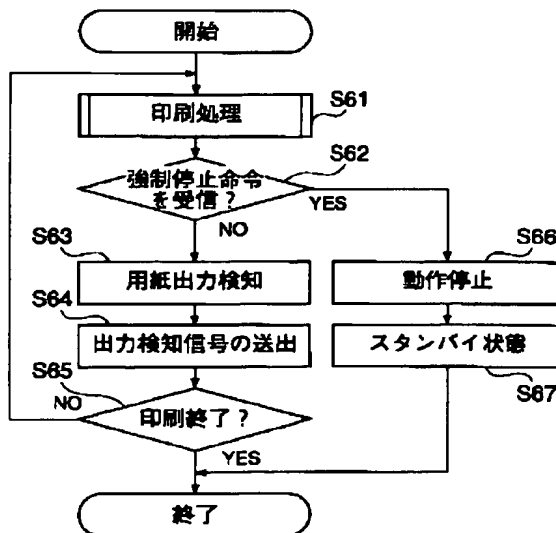 開始
印刷処理
S61
強制停止命令
を受信?
S62
YES
NO
S63
用紙出力検知
S66
動作停止
S64
出力検知信号の送出
スタンバイ状態
S67
S65
印刷終了?
NO
YES
終了